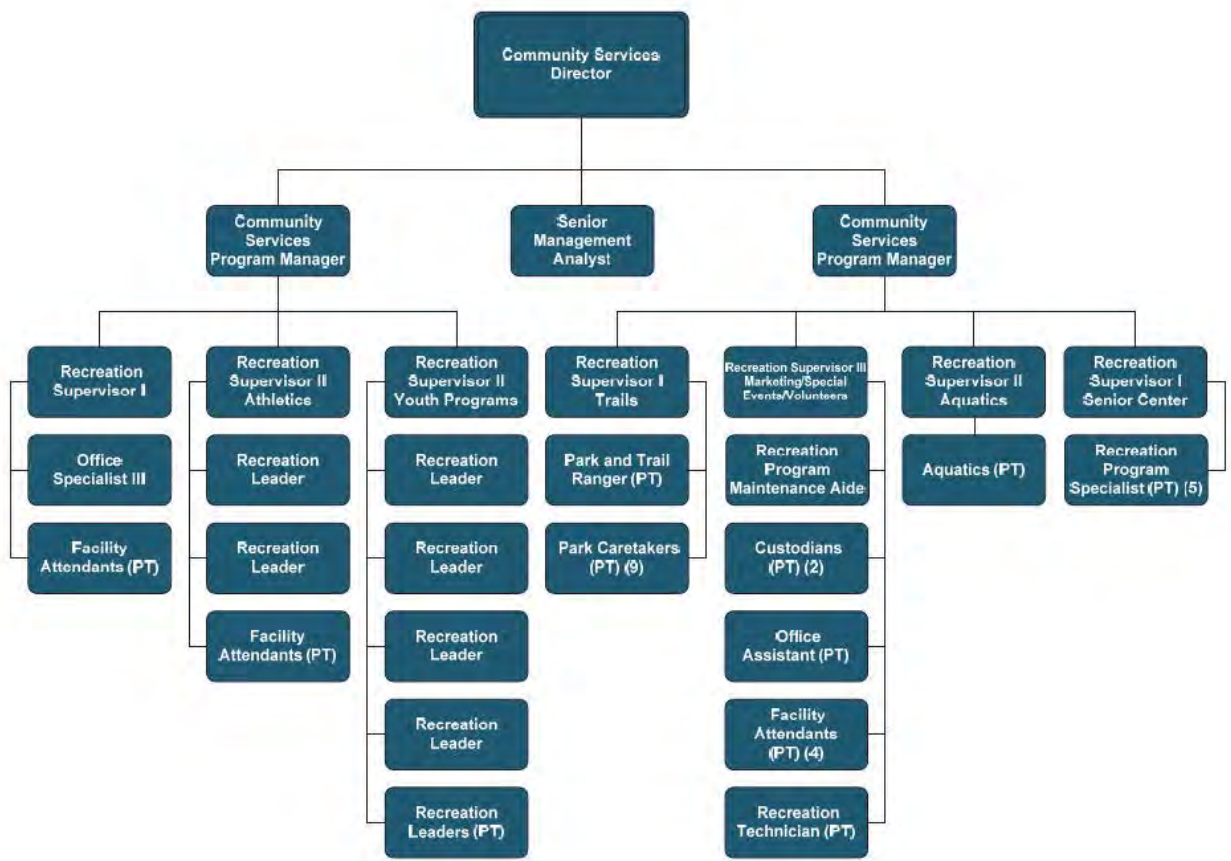 Community Services
Director
Community
Services
Program Manager
Senior
Management
Analyst
Community
Services
Program Manager
Recreation
Supervisor I
Office
Specialist III
Facility
Attendants (PT)
Recreation
Supervisor II
Athletics
Recreation
Leader
Recreation
Leader
Facility
Attendants (PT)
Recreation
Supervisor II
Youth Programs
Recreation
Leader
Recreation
Leader
Recreation
Leader
Recreation
Leader
Recreation
Leaders (PT)
Recreation
Supervisor I
Trails
Park and Trail
Ranger (PT)
Park Caretakers
(PT) (9)
Recreation Supervisor III
Marketing/Special
Events/Volunteers
Recreation
Program
Maintenance Aide
Custodians
(PT) (2)
Office
Assistant (PT)
Facility
Attendants
(PT) (4)
Recreation
Technician (PT)
Recreation
Supervisor II
Aquatics
Aquatics (PT)
Recreation
Supervisor I
Senior Center
Recreation
Program
Specialist (PT) (5)